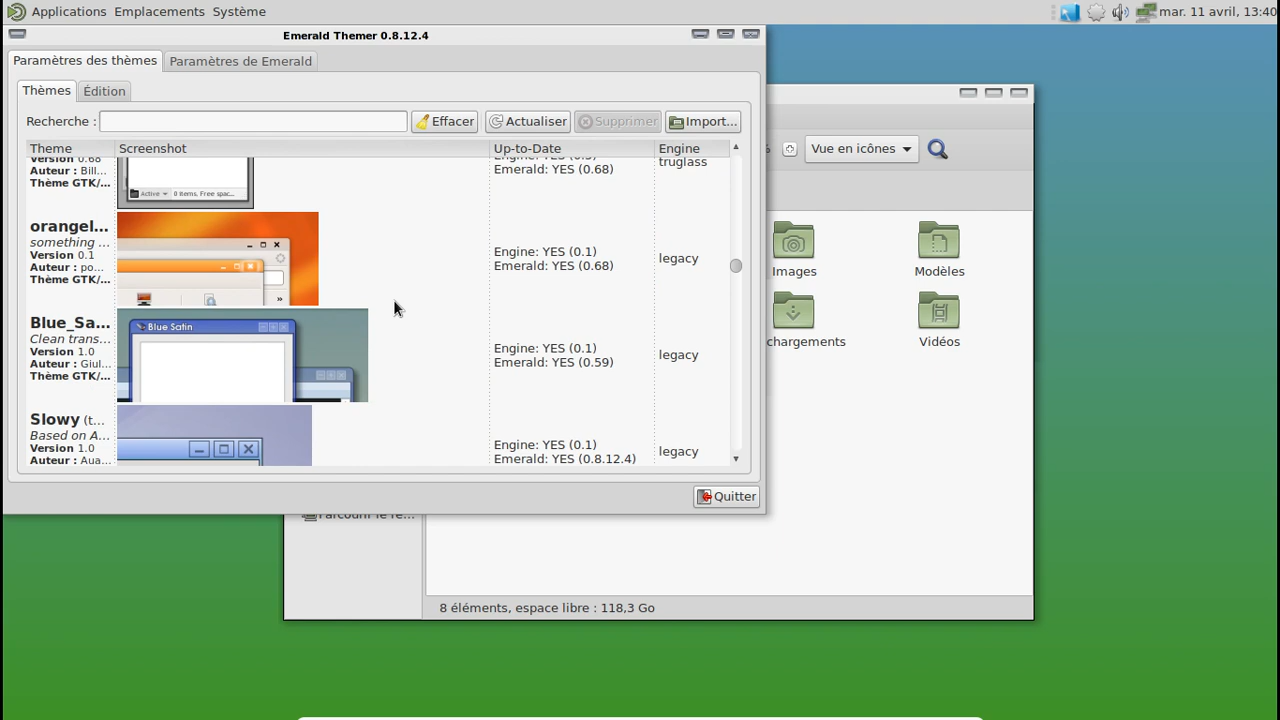 Applications Emplacements Système
mar. 11 avril, 13:40
Emerald Themer 0.8.12.4
Paramètres des thèmes Paramètres de Emerald
Thèmes Édition
Recherche : Effacer Actualiser Supprimer Import...
Theme Screenshot Up-to-Date Engine
Version 0.68
Auteur : Bill...
Thème GTK/...
Active 0 items, Free spac...
Emerald: YES (0.68)
truglass
orangel...
something ...
Version 0.1
Auteur : po...
Thème GTK/...
»
Engine: YES (0.1)
Emerald: YES (0.68)
legacy
Blue_Sa...
Clean trans...
Version 1.0
Auteur : Giul...
Thème GTK/...
Blue Satin
Engine: YES (0.1)
Emerald: YES (0.59)
legacy
Slowy (t...
Based on A...
Version 1.0
Auteur : Aua...
Engine: YES (0.1)
Emerald: YES (0.8.12.4)
legacy
Quitter
% Vue en icônes
Images Modèles
chargements Vidéos
8 éléments, espace libre : 118,3 Go